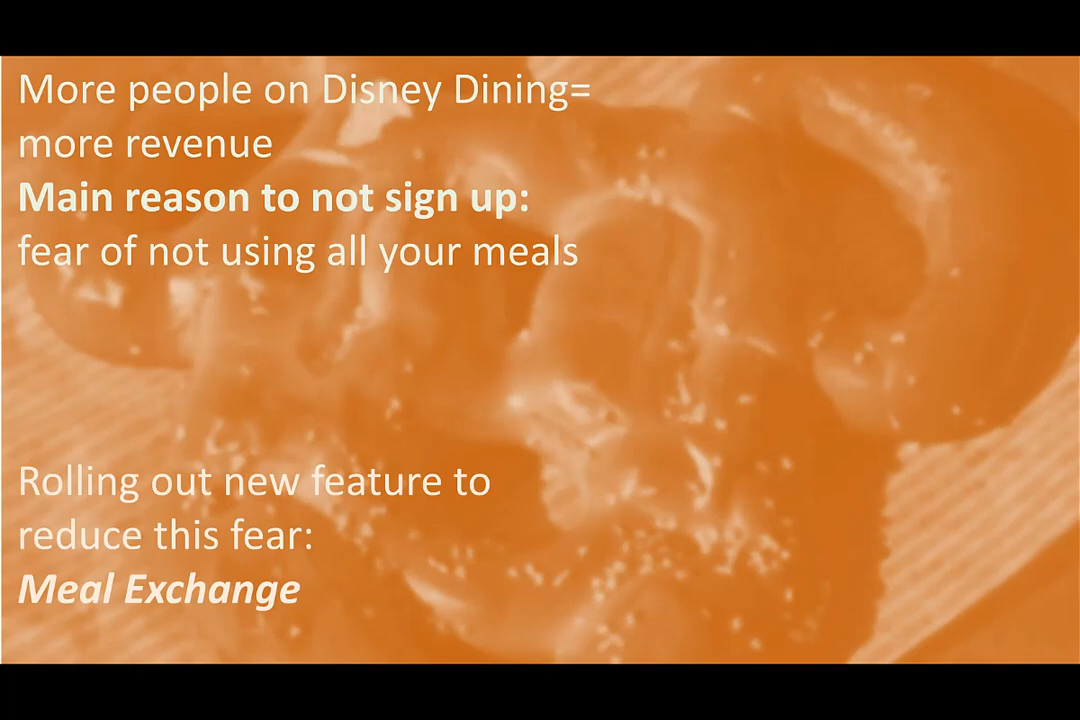 More people on Disney Dining=
more revenue
Main reason to not sign up:
fear of not using all your meals
Rolling out new feature to
reduce this fear:
Meal Exchange